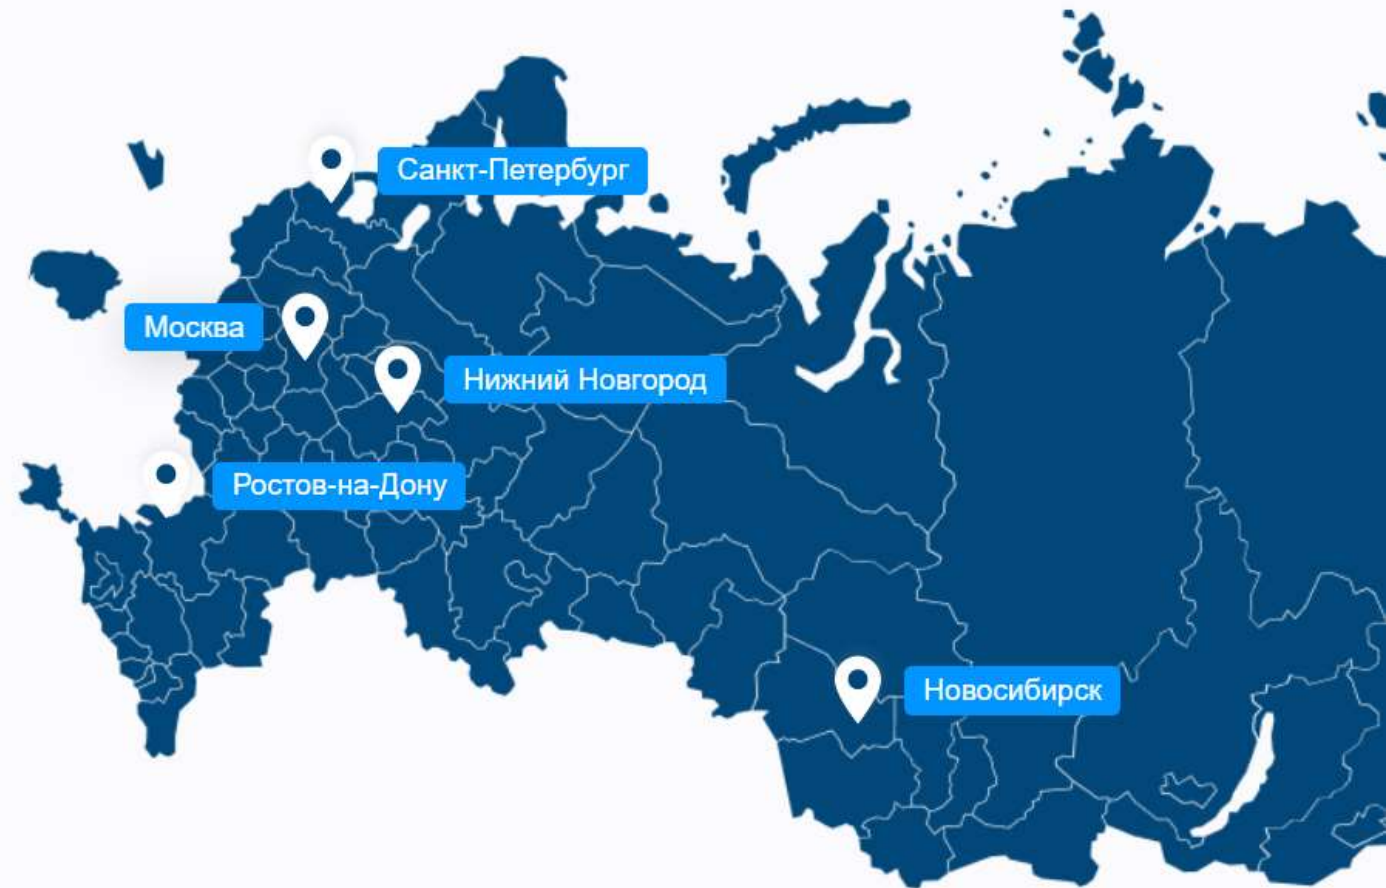 Санкт-Петербург
Москва
Нижний Новгород
Ростов-на-Дону
Новосибирск